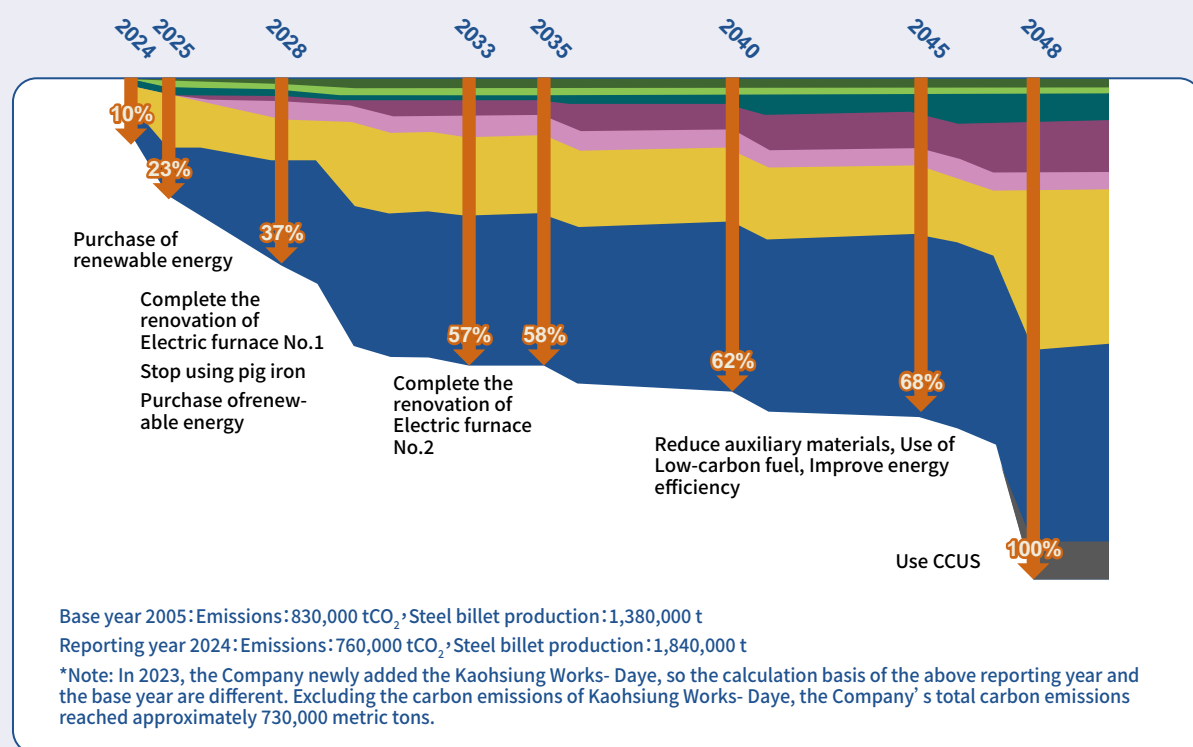 2024
2025
2028
2033
2035
2040
2045
2048
10%
23%
37%
57%
58%
62%
68%
100%
Purchase of
renewable energy
Complete the
renovation of
Electric furnace No.1
Stop using pig iron
Purchase ofrenew-
able energy
Complete the
renovation of
Electric furnace
No.2
Reduce auxiliary materials, Use of
Low-carbon fuel, Improve energy
efficiency
Use CCUS
Base year 2005：Emissions：830,000 tCO₂，Steel billet production：1,380,000 t
Reporting year 2024：Emissions：760,000 tCO₂，Steel billet production：1,840,000 t
*Note: In 2023, the Company newly added the Kaohsiung Works- Daye, so the calculation basis of the above reporting year and
the base year are different. Excluding the carbon emissions of Kaohsiung Works- Daye, the Company’s total carbon emissions
reached approximately 730,000 metric tons.